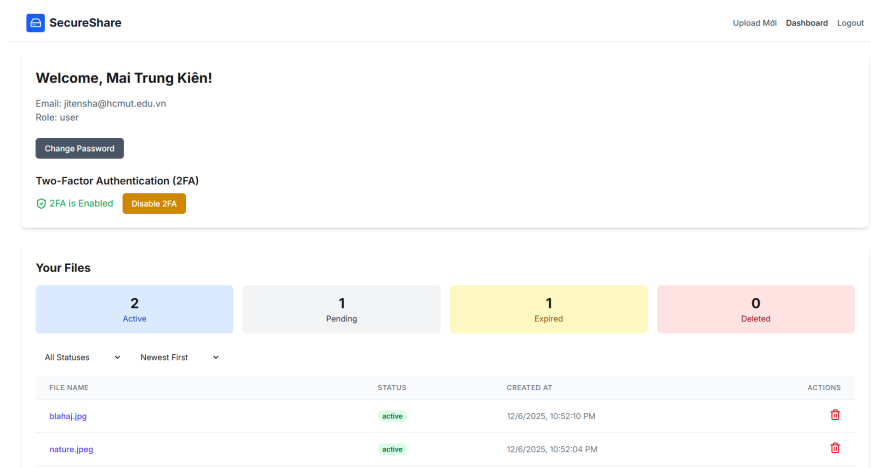 SecureShare
Upload Mới Dashboard Logout
Welcome, Mai Trung Kiên!
Email: jitensha@hcmut.edu.vn
Role: user
Change Password
Two-Factor Authentication (2FA)
2FA is Enabled Disable 2FA
Your Files
2 1 1 0
Active Pending Expired Deleted
All Statuses Newest First
FILE NAME STATUS CREATED AT ACTIONS
blahaj.jpg active 12/6/2025, 10:52:10 PM
nature.jpeg active 12/6/2025, 10:52:04 PM